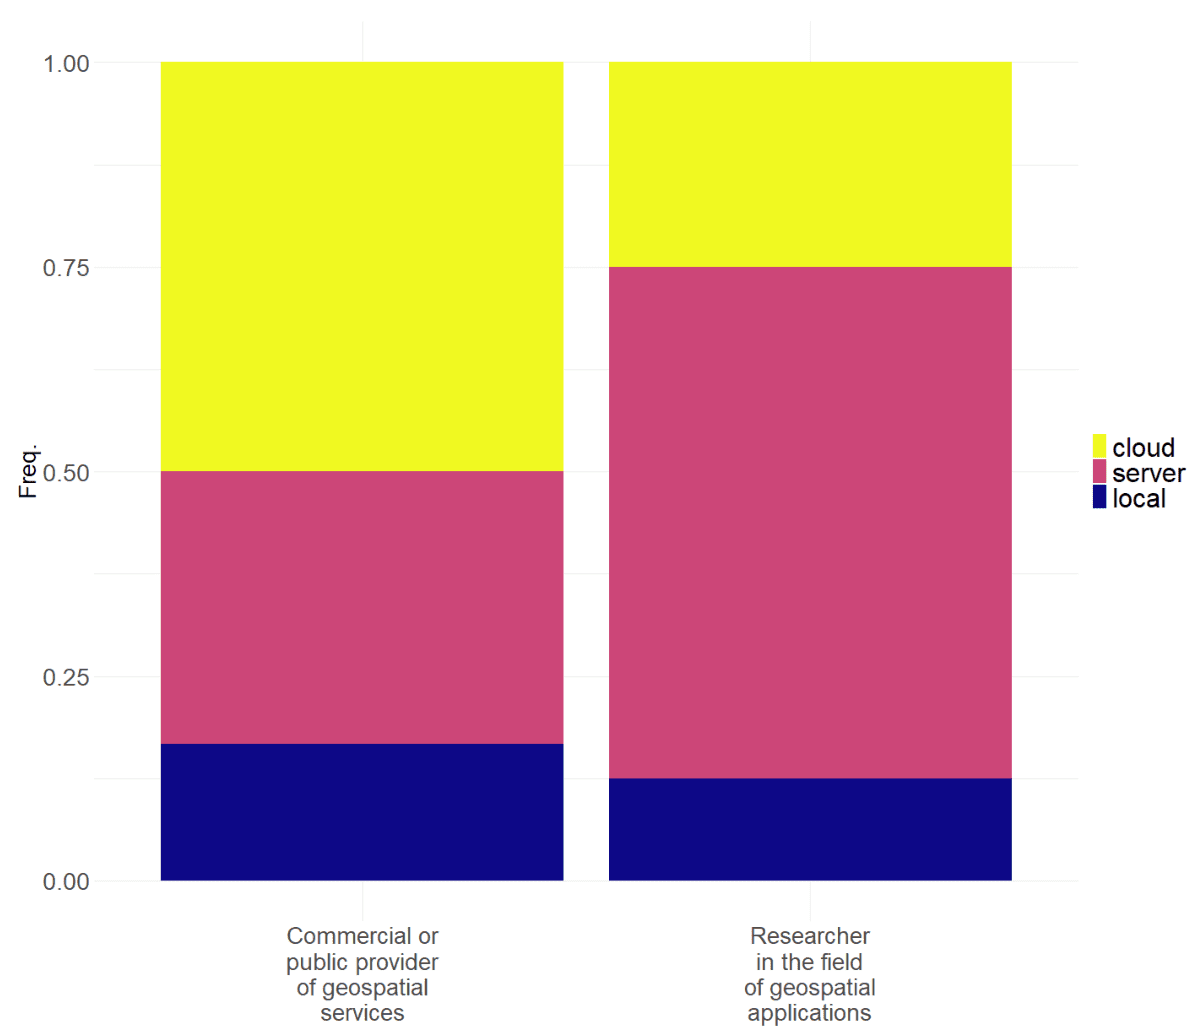 1.00
0.75
0.50
0.25
0.00
Freq.
Commercial or
public provider
of geospatial
services
Researcher
in the field
of geospatial
applications
cloud
server
local